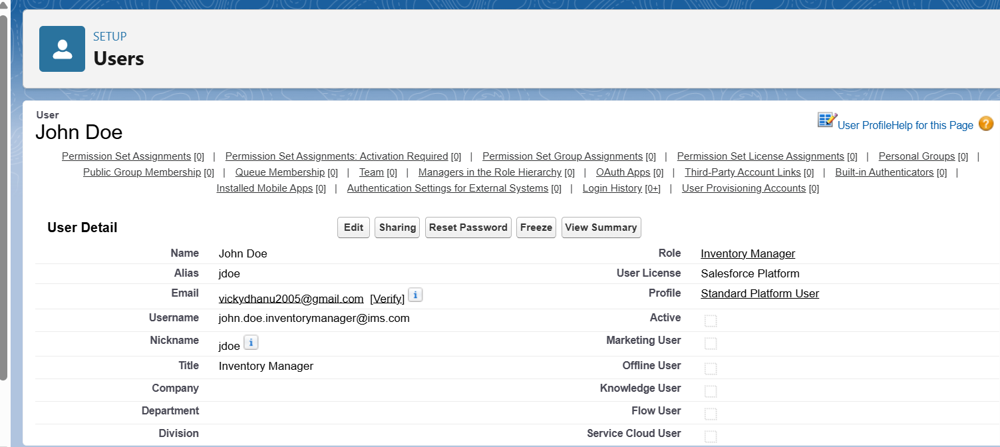 SETUP
Users
User
John Doe
User ProfileHelp for this Page ?
Permission Set Assignments [0] | Permission Set Assignments: Activation Required [0] | Permission Set Group Assignments [0] | Permission Set License Assignments [0] | Personal Groups [0] |
Public Group Membership [0] | Queue Membership [0] | Team [0] | Managers in the Role Hierarchy [0] | OAuth Apps [0] | Third-Party Account Links [0] | Built-in Authenticators [0] |
Installed Mobile Apps [0] | Authentication Settings for External Systems [0] | Login History [0+] | User Provisioning Accounts [0]
User Detail Edit Sharing Reset Password Freeze View Summary
Name John Doe Role Inventory Manager
Alias jdoe User License Salesforce Platform
Email vickydhanu2005@gmail.com [Verify] i Profile Standard Platform User
Username john.doe.inventorymanager@ims.com Active
Nickname jdoe i Marketing User
Title Inventory Manager Offline User
Company Knowledge User
Department Flow User
Division Service Cloud User